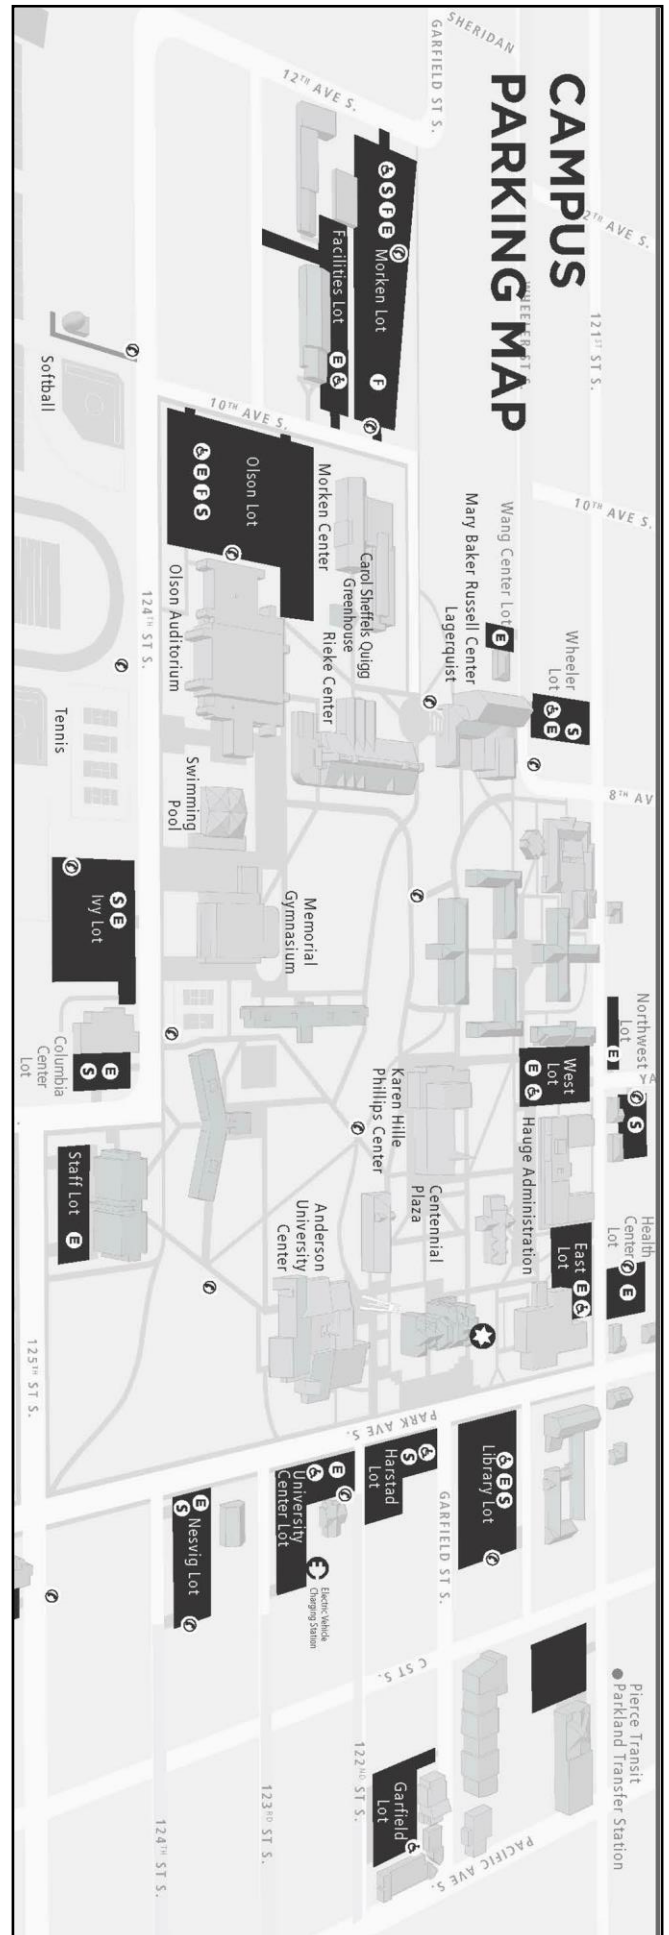 CAMPUS
PARKING MAP
SHERIDAN
GARFIELD ST S.
12TH AVE S.
2TH AVE S.
WHEELER ST S.
121ST ST S.
S F E
Morken Lot
F
Facilities Lot
E
10TH AVE S.
10TH AVE S.
Softball
Olson Lot
E F S
Morken Center
Carol Sheffels Quigg
Greenhouse
Rieke Center
Olson Auditorium
124TH ST S.
Wang Center Lot
E
Mary Baker Russell Center
Lagerquist
Wheeler
Lot
S
E
8TH AV
Tennis
Swimming
Pool
Memorial
Gymnasium
S E
Ivy Lot
Columbia
Center
Lot
E
S
Northwest
Lot
E
YA
S
West
Lot
E
Karen Hille
Phillips Center
Centennial
Plaza
Hauge Administration
Health
Center
Lot
E
East
Lot
E
Staff Lot
E
Anderson
University
Center
125TH ST S.
PARK AVE S.
Library Lot
E S
Harstad
Lot
S
GARFIELD ST S.
University
Center Lot
E
Electric Vehicle
Charging Station
Nesvig Lot
E
S
C ST S.
Pierce Transit
Parkland Transfer Station
122ND ST S.
123RD ST S.
124TH ST S.
Garfield
Lot
PACIFIC AVE S.